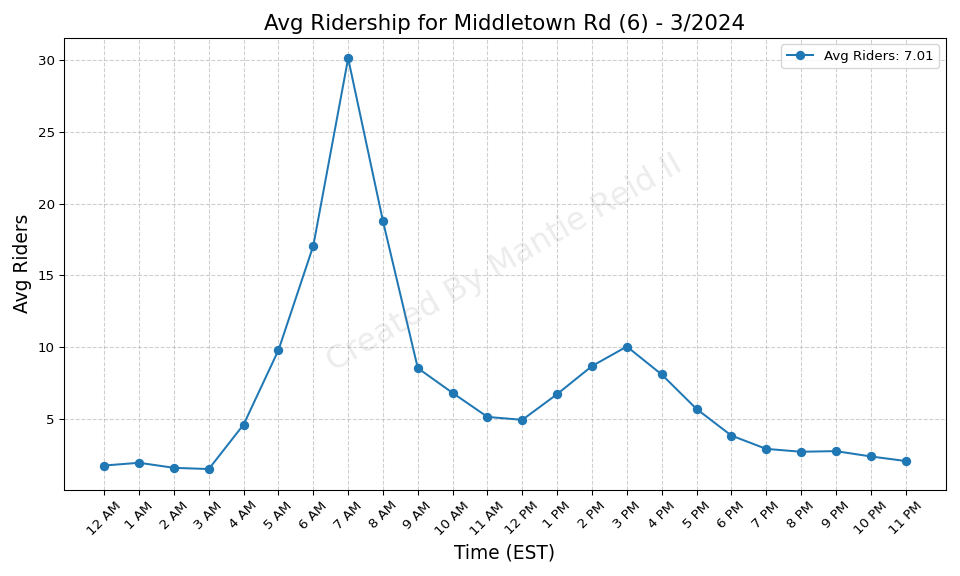 Avg Ridership for Middletown Rd (6) - 3/2024
Avg Riders: 7.01
Avg Riders
30
25
20
15
10
5
Created By Mantie Reid II
12 AM
1 AM
2 AM
3 AM
4 AM
5 AM
6 AM
7 AM
8 AM
9 AM
10 AM
11 AM
12 PM
1 PM
2 PM
3 PM
4 PM
5 PM
6 PM
7 PM
8 PM
9 PM
10 PM
11 PM
Time (EST)